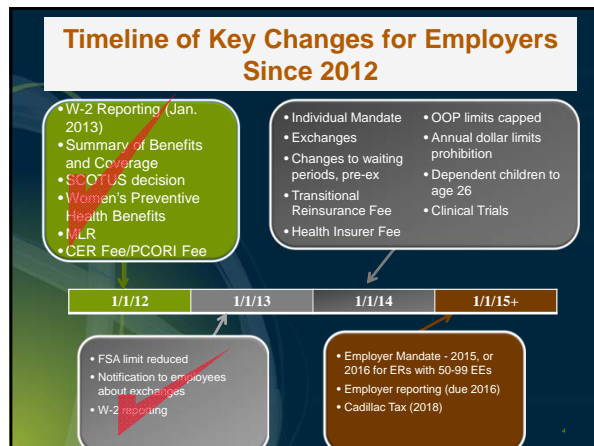 Timeline of Key Changes for Employers
Since 2012
• W-2 Reporting (Jan.
2013)
• Summary of Benefits
and Coverage
• SCOTUS decision
• Women's Preventive
Health Benefits
• MLR
• CER Fee/PCORI Fee
• Individual Mandate
• Exchanges
• Changes to waiting
periods, pre-ex
• Transitional
Reinsurance Fee
• Health Insurer Fee
• OOP limits capped
• Annual dollar limits
prohibition
• Dependent children to
age 26
• Clinical Trials
1/1/12
1/1/13
1/1/14
1/1/15+
• FSA limit reduced
• Notification to employees
about exchanges
• W-2 reporting
• Employer Mandate - 2015, or
2016 for ERs with 50-99 EEs
• Employer reporting (due 2016)
• Cadillac Tax (2018)
4